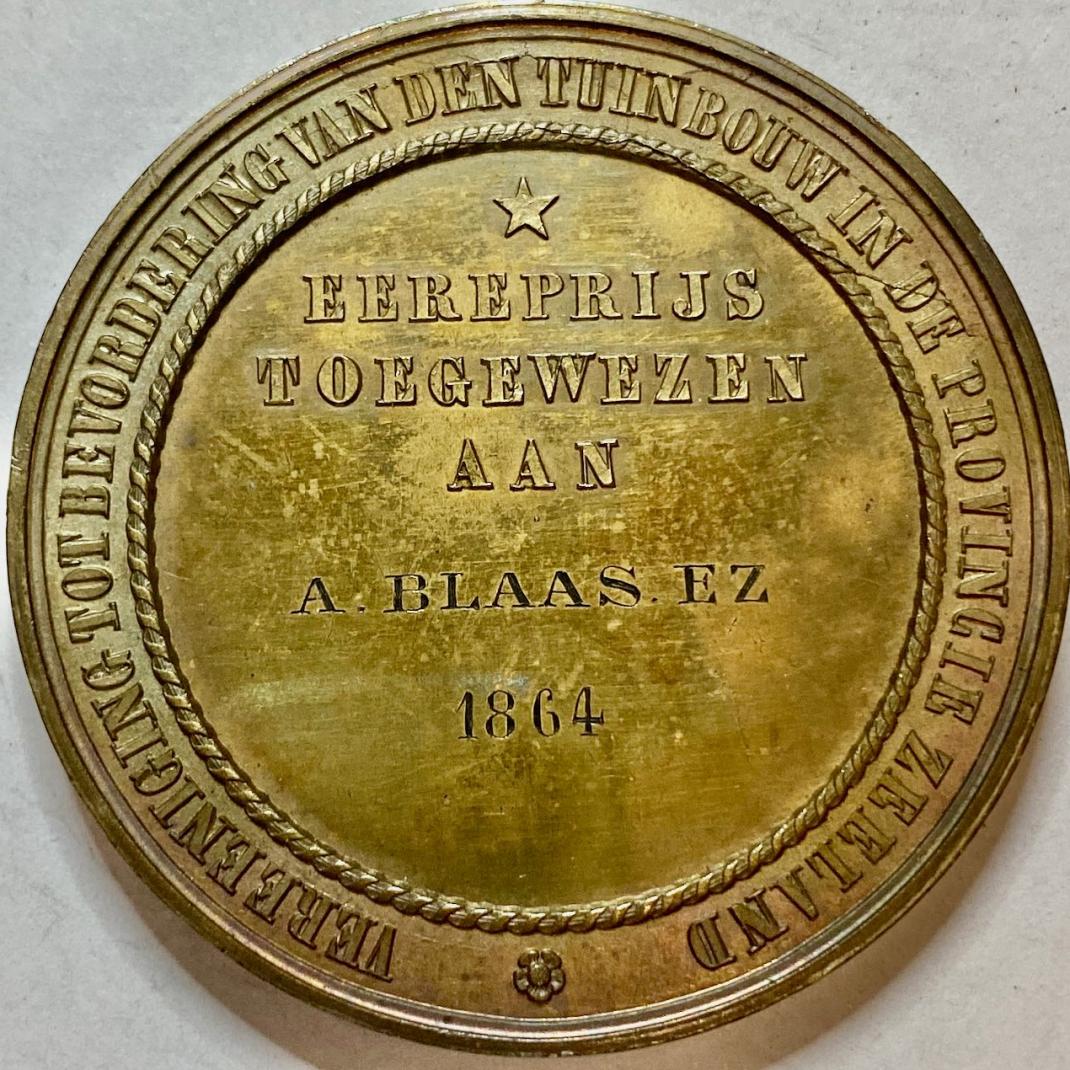 VEREENIGING TOT BEVORDERING VAN DEN TUINBOUW IN DE PROVINCIE ZEELAND
EEREPRIJS
TOEGEWEZEN
AAN
A. BLAAS. EZ
1864